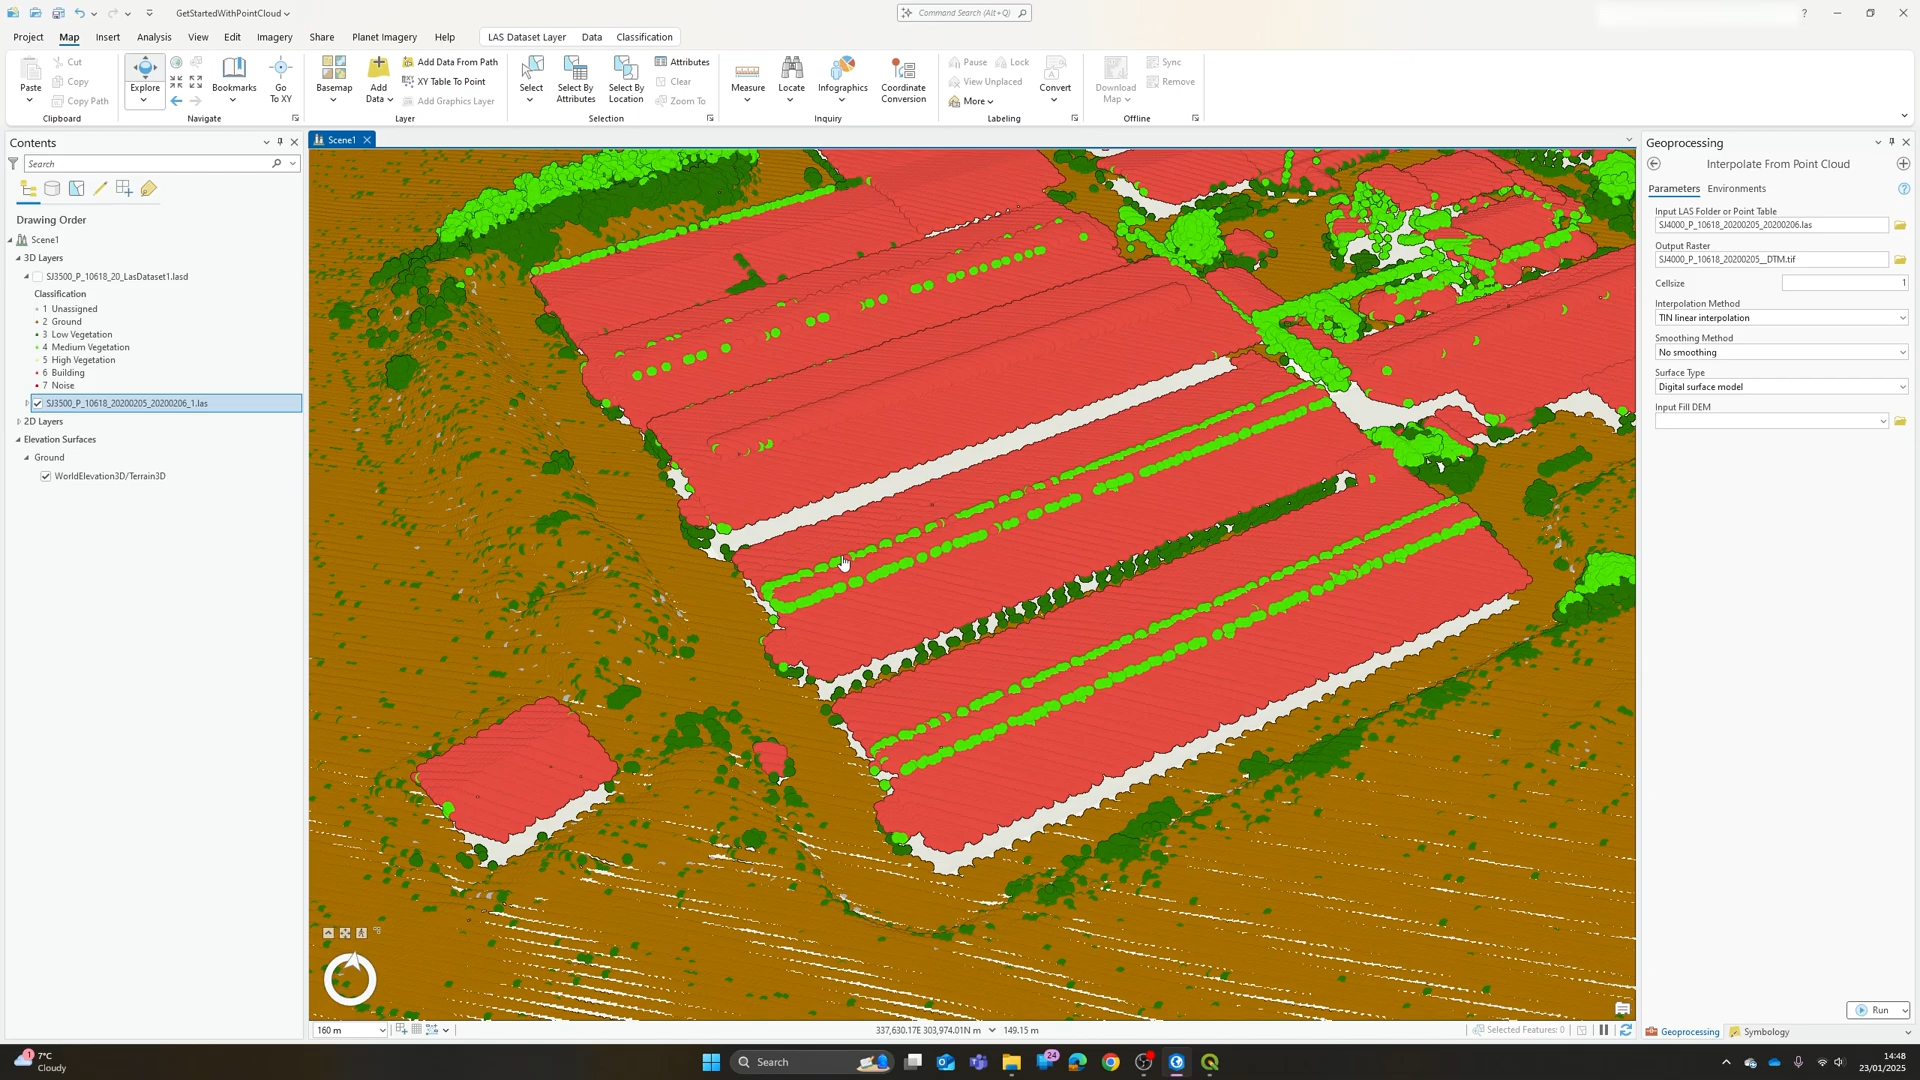 GetStartedWithPointCloud
Command Search (Alt+Q)
?
Project
Map
Insert
Analysis
View
Edit
Imagery
Share
Planet Imagery
Help
LAS Dataset Layer
Data
Classification
Paste
Cut
Copy
Copy Path
Clipboard
Explore
Bookmarks
Go To XY
Navigate
Basemap
Add Data
Add Data From Path
XY Table To Point
Add Graphics Layer
Layer
Select
Select By Attributes
Select By Location
Attributes
Clear
Zoom To
Selection
Measure
Locate
Infographics
Coordinate Conversion
Inquiry
Pause
Lock
View Unplaced
More
Convert
Labeling
Download Map
Sync
Remove
Offline
Contents
Search
Drawing Order
Scene1
3D Layers
SJ3500_P_10618_20_LasDataset1.lasd
Classification
1 Unassigned
2 Ground
3 Low Vegetation
4 Medium Vegetation
5 High Vegetation
6 Building
7 Noise
SJ3500_P_10618_20200205_20200206_1.las
2D Layers
Elevation Surfaces
Ground
WorldElevation3D/Terrain3D
Scene1
160 m
337,630.17E 303,974.01N m
149.15 m
Selected Features: 0
Geoprocessing
Interpolate From Point Cloud
Parameters
Environments
Input LAS Folder or Point Table
SJ4000_P_10618_20200205_20200206.las
Output Raster
SJ4000_P_10618_20200205__DTM.tif
Cellsize
1
Interpolation Method
TIN linear interpolation
Smoothing Method
No smoothing
Surface Type
Digital surface model
Input Fill DEM
Run
Geoprocessing
Symbology
1
7°C
Cloudy
Search
24
14:48
23/01/2025